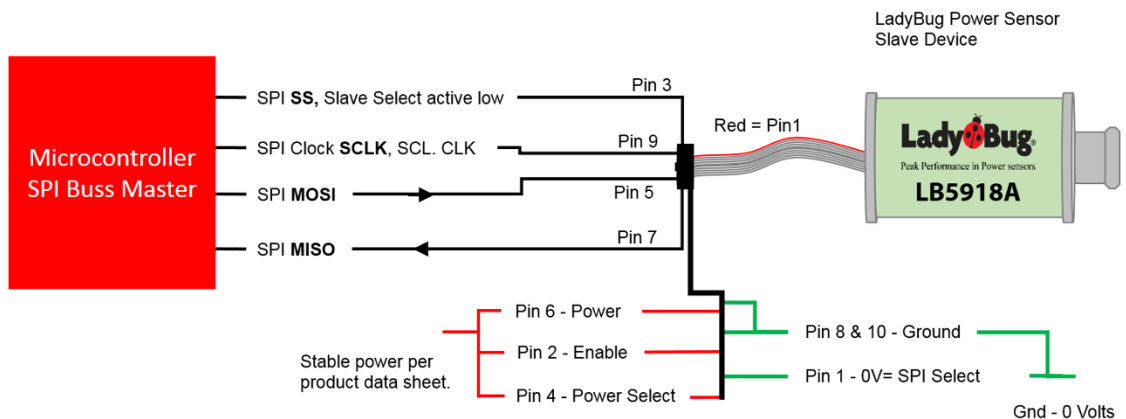 LadyBug Power Sensor
Slave Device
Microcontroller
SPI Buss Master
SPI SS, Slave Select active low
Pin 3
SPI Clock SCLK, SCL. CLK
Pin 9
SPI MOSI
Pin 5
SPI MISO
Pin 7
Red = Pin1
LadyBug
Peak Performance in Power sensors
LB5918A
Pin 6 - Power
Pin 2 - Enable
Pin 4 - Power Select
Stable power per
product data sheet.
Pin 8 & 10 - Ground
Pin 1 - 0V= SPI Select
Gnd - 0 Volts